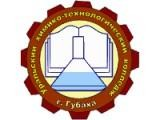 Уральский химико-технологический колледж
г. Губаха